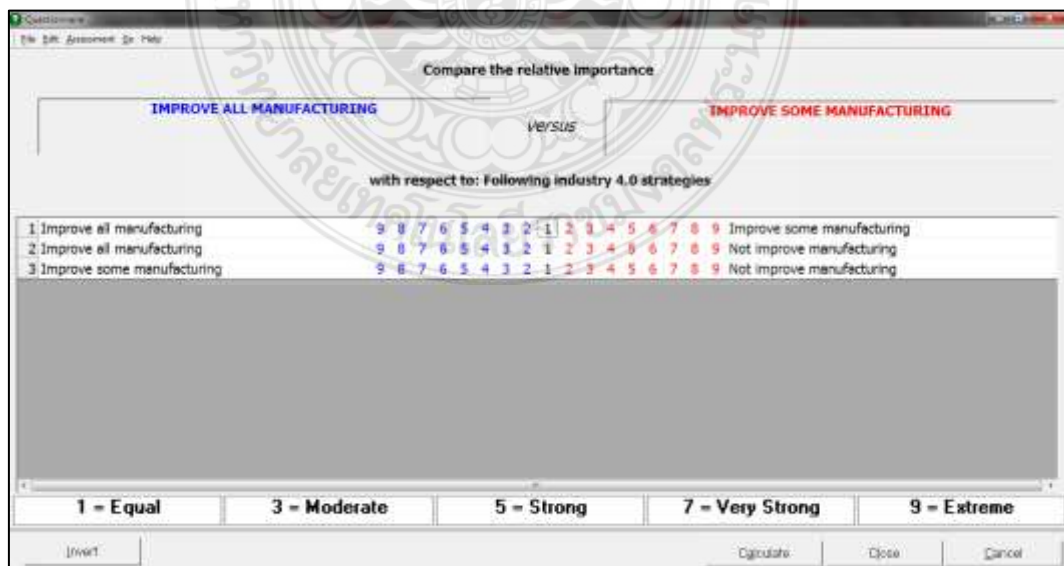 Questionnaire
File Edit Assessment Go Help
Compare the relative importance
IMPROVE ALL MANUFACTURING
versus
IMPROVE SOME MANUFACTURING
with respect to: Following industry 4.0 strategies
1 Improve all manufacturing 9 8 7 6 5 4 3 2 1 2 3 4 5 6 7 8 9 Improve some manufacturing
2 Improve all manufacturing 9 8 7 6 5 4 3 2 1 2 3 4 5 6 7 8 9 Not improve manufacturing
3 Improve some manufacturing 9 8 7 6 5 4 3 2 1 2 3 4 5 6 7 8 9 Not improve manufacturing
1 = Equal 3 = Moderate 5 = Strong 7 = Very Strong 9 = Extreme
Invert Calculate Close Cancel